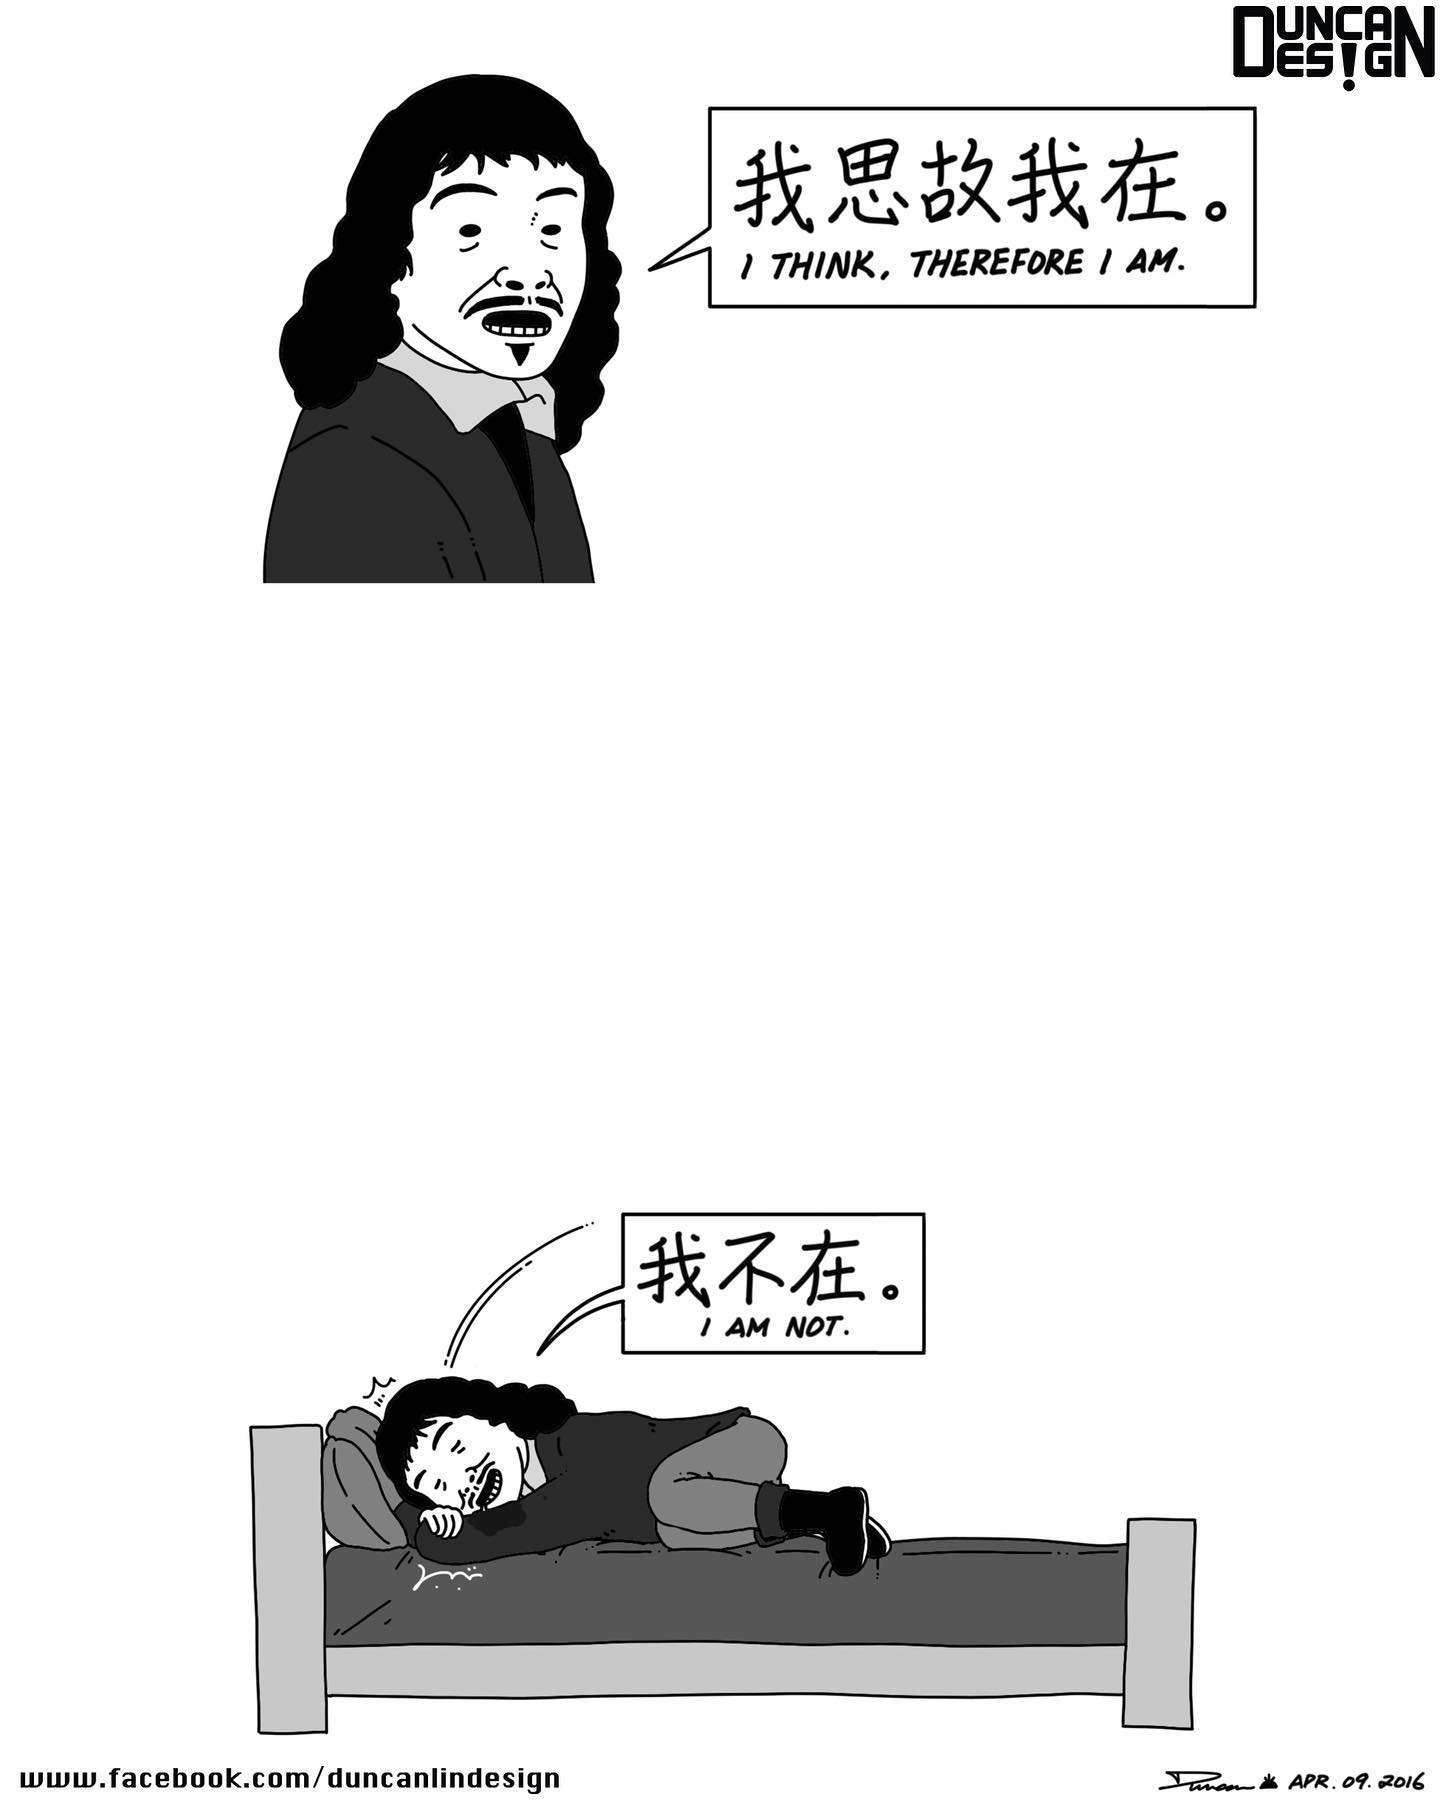 DUNCAN
DES!GN
我思故我在。
I THINK, THEREFORE I AM.
我不在。
I AM NOT.
www.facebook.com/duncanlindesign
Duncan APR. 09. 2016